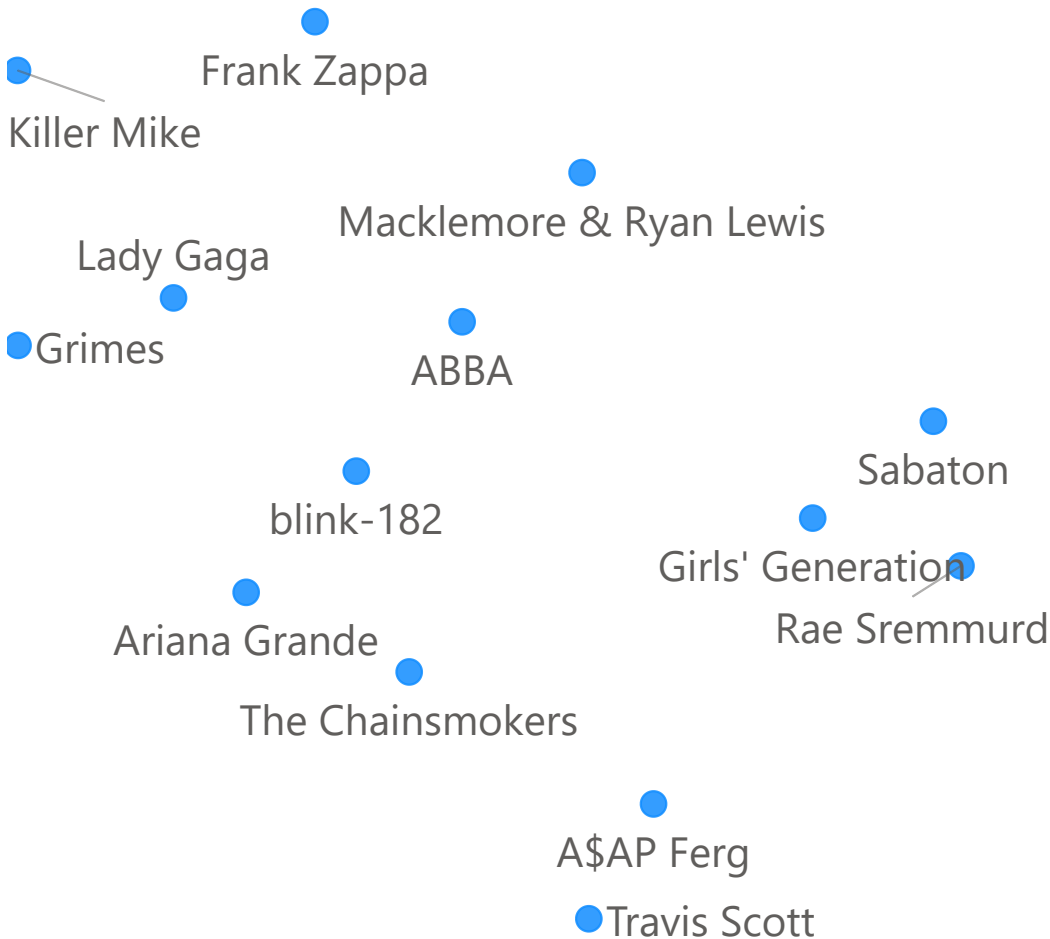 Frank Zappa
Killer Mike
Macklemore & Ryan Lewis
Lady Gaga
Grimes
ABBA
Sabaton
blink-182
Girls' Generation
Rae Sremmurd
Ariana Grande
The Chainsmokers
A$AP Ferg
Travis Scott